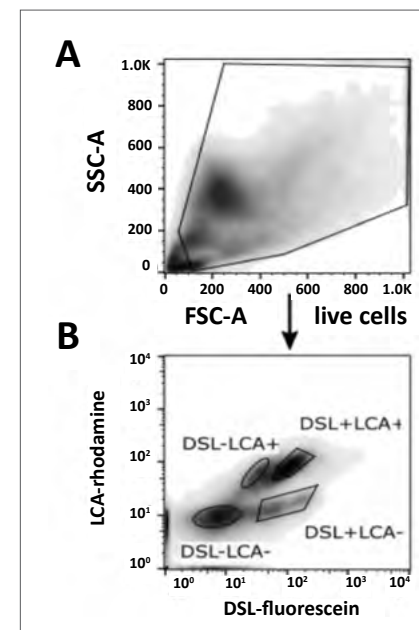 A
1.0K
800
600
400
200
0
SSC-A
0 200 400 600 800 1.0K
FSC-A live cells
B
10⁴
10³
10²
10¹
10⁰
LCA-rhodamine
DSL+LCA+
DSL-LCA+
DSL+LCA-
DSL-LCA-
10⁰ 10¹ 10² 10³ 10⁴
DSL-fluorescein